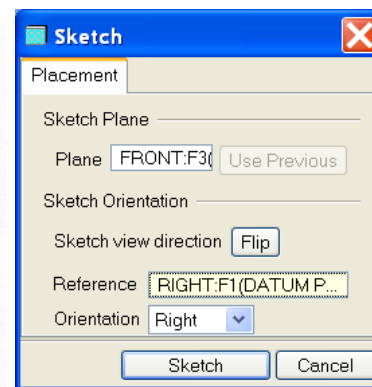 Sketch
Placement
Sketch Plane
Plane FRONT:F3( Use Previous
Sketch Orientation
Sketch view direction Flip
Reference RIGHT:F1(DATUM P...
Orientation Right
Sketch Cancel